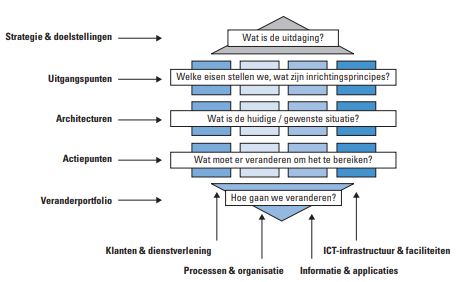 Strategie & doelstellingen
Wat is de uitdaging?
Uitgangspunten
Welke eisen stellen we, wat zijn inrichtingsprincipes?
Architecturen
Wat is de huidige / gewenste situatie?
Actiepunten
Wat moet er veranderen om het te bereiken?
Veranderportfolio
Hoe gaan we veranderen?
Klanten & dienstverlening
ICT-infrastructuur & faciliteiten
Processen & organisatie
Informatie & applicaties